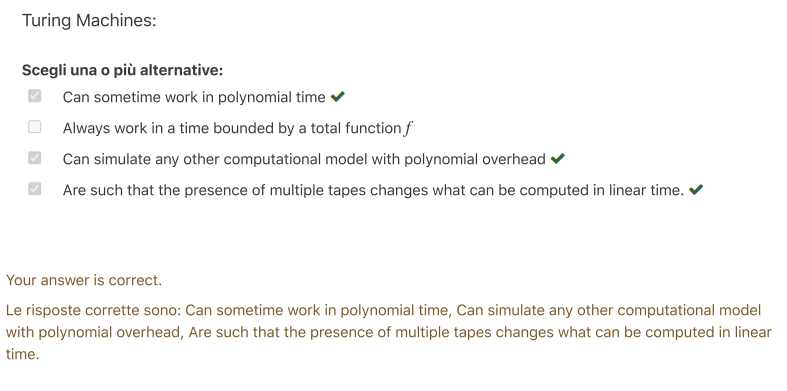 Turing Machines:
Scegli una o più alternative:
Can sometime work in polynomial time
Always work in a time bounded by a total function f
Can simulate any other computational model with polynomial overhead
Are such that the presence of multiple tapes changes what can be computed in linear time.
Your answer is correct.
Le risposte corrette sono: Can sometime work in polynomial time, Can simulate any other computational model
with polynomial overhead, Are such that the presence of multiple tapes changes what can be computed in linear
time.